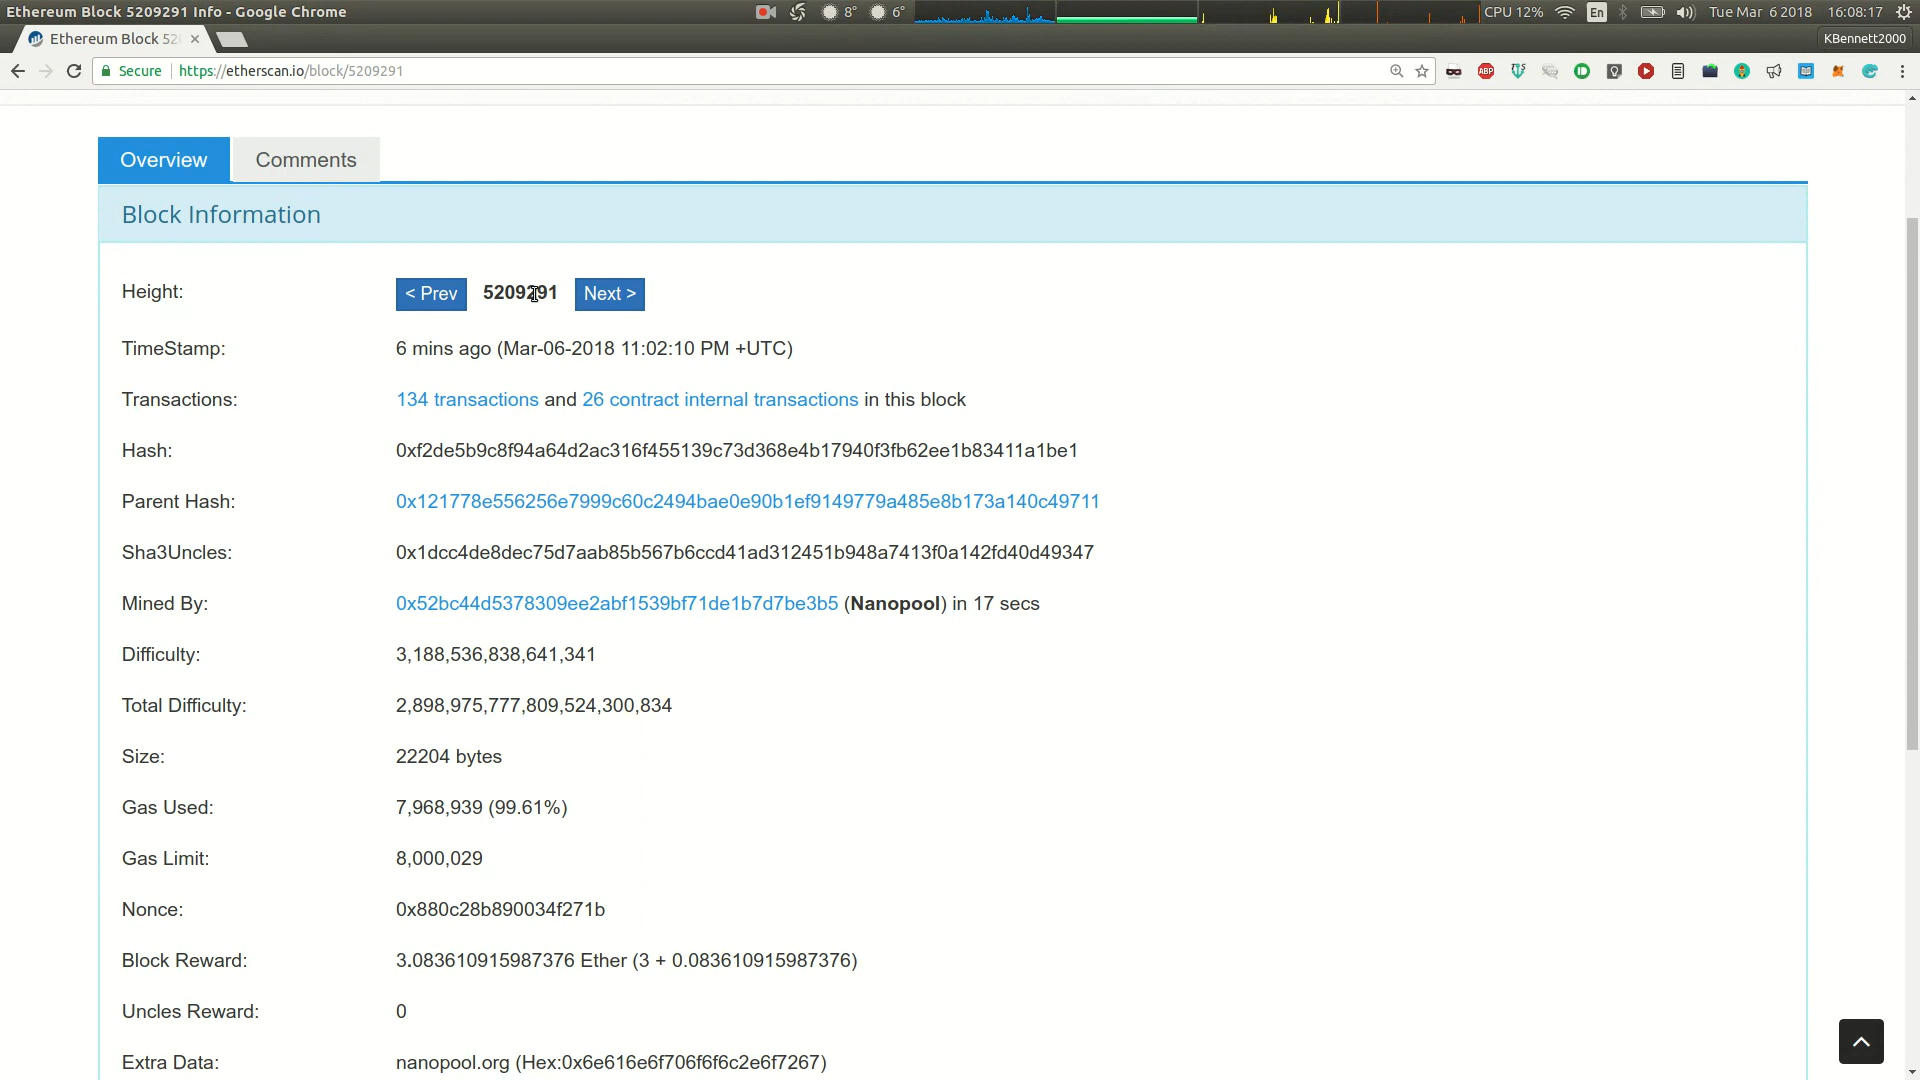 Ethereum Block 5209291 Info - Google Chrome
8° 6° CPU 12% En Tue Mar 6 2018 16:08:17
Ethereum Block 520
KBennett2000
Secure https://etherscan.io/block/5209291
ABP
Overview Comments
Block Information
Height: < Prev 5209291 Next >
TimeStamp: 6 mins ago (Mar-06-2018 11:02:10 PM +UTC)
Transactions: 134 transactions and 26 contract internal transactions in this block
Hash: 0xf2de5b9c8f94a64d2ac316f455139c73d368e4b17940f3fb62ee1b83411a1be1
Parent Hash: 0x121778e556256e7999c60c2494bae0e90b1ef9149779a485e8b173a140c49711
Sha3Uncles: 0x1dcc4de8dec75d7aab85b567b6ccd41ad312451b948a7413f0a142fd40d49347
Mined By: 0x52bc44d5378309ee2abf1539bf71de1b7d7be3b5 (Nanopool) in 17 secs
Difficulty: 3,188,536,838,641,341
Total Difficulty: 2,898,975,777,809,524,300,834
Size: 22204 bytes
Gas Used: 7,968,939 (99.61%)
Gas Limit: 8,000,029
Nonce: 0x880c28b890034f271b
Block Reward: 3.083610915987376 Ether (3 + 0.083610915987376)
Uncles Reward: 0
Extra Data: nanopool.org (Hex:0x6e616e6f706f6f6c2e6f7267)